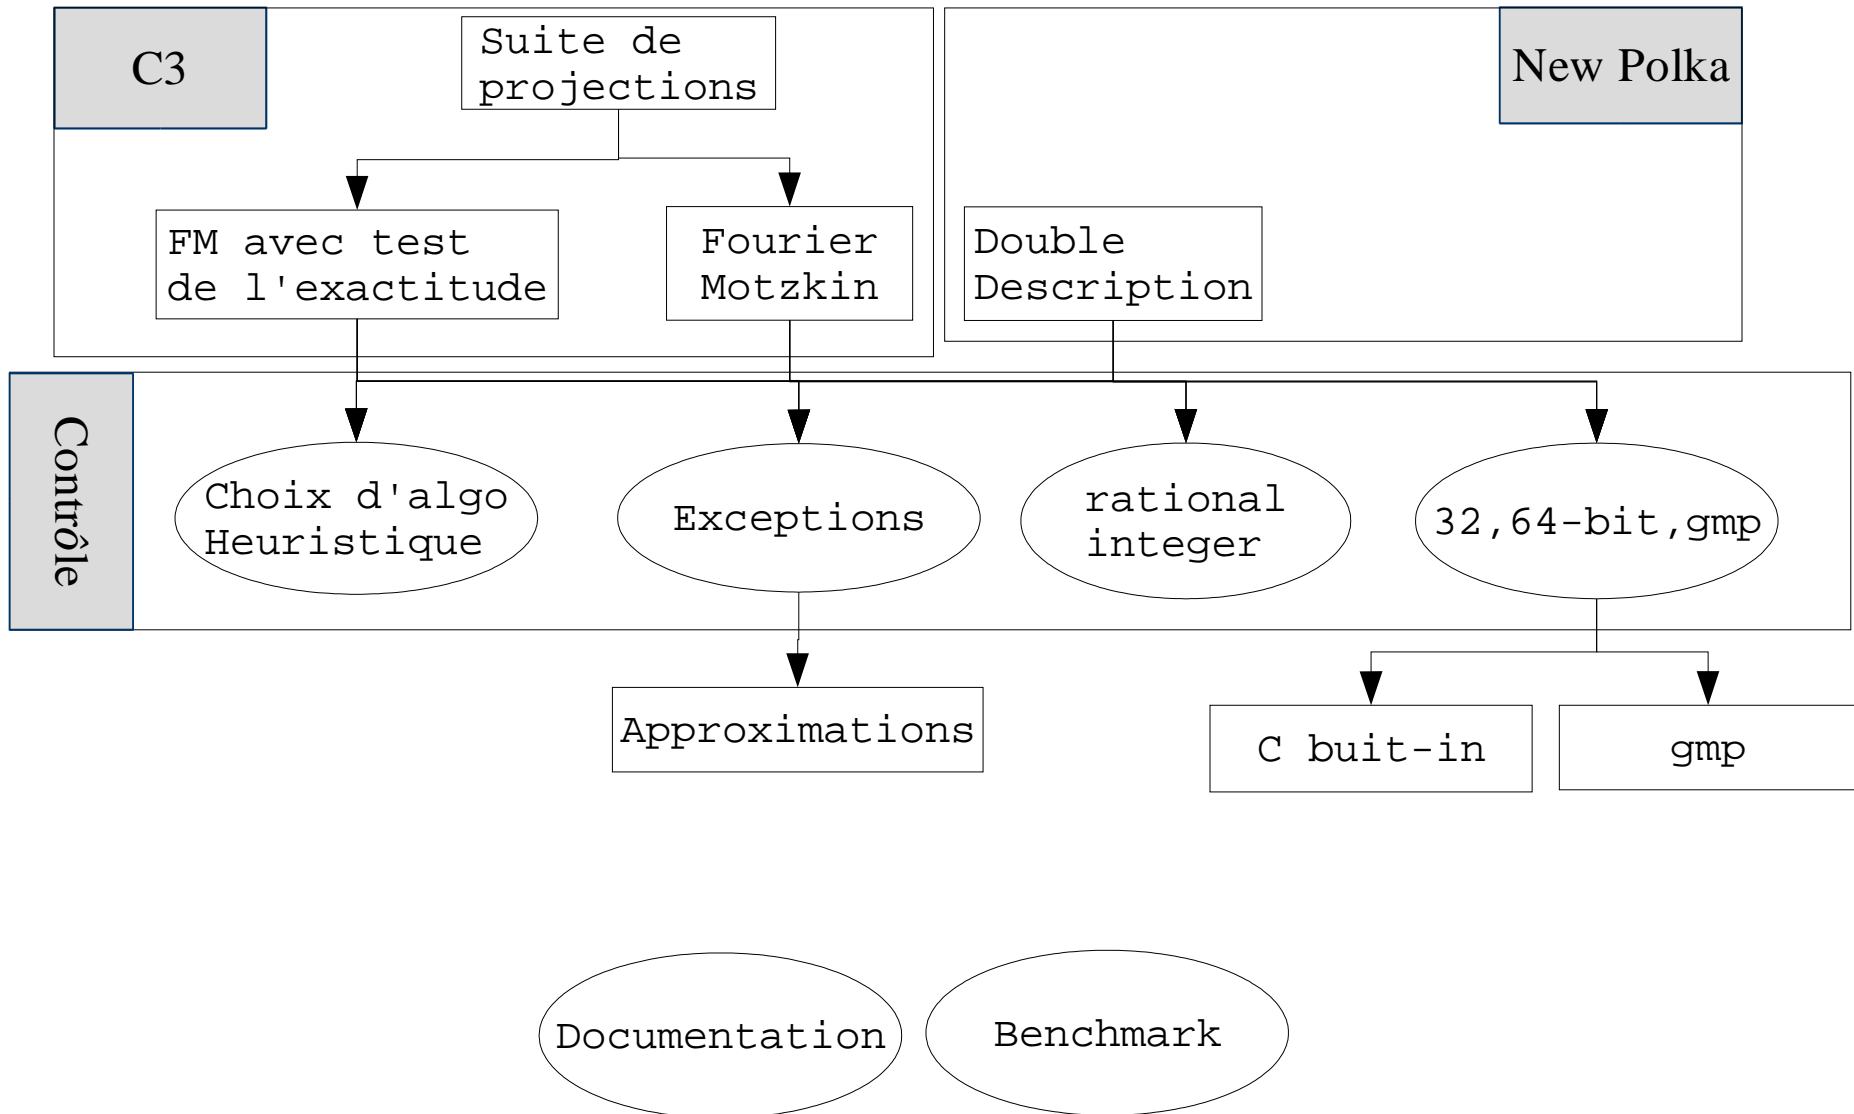 C3
Suite de
projections
New Polka
FM avec test
de l'exactitude
Fourier
Motzkin
Double
Description
Contrôle
Choix d'algo
Heuristique
Exceptions
rational
integer
32,64-bit,gmp
Approximations
C buit-in
gmp
Documentation
Benchmark